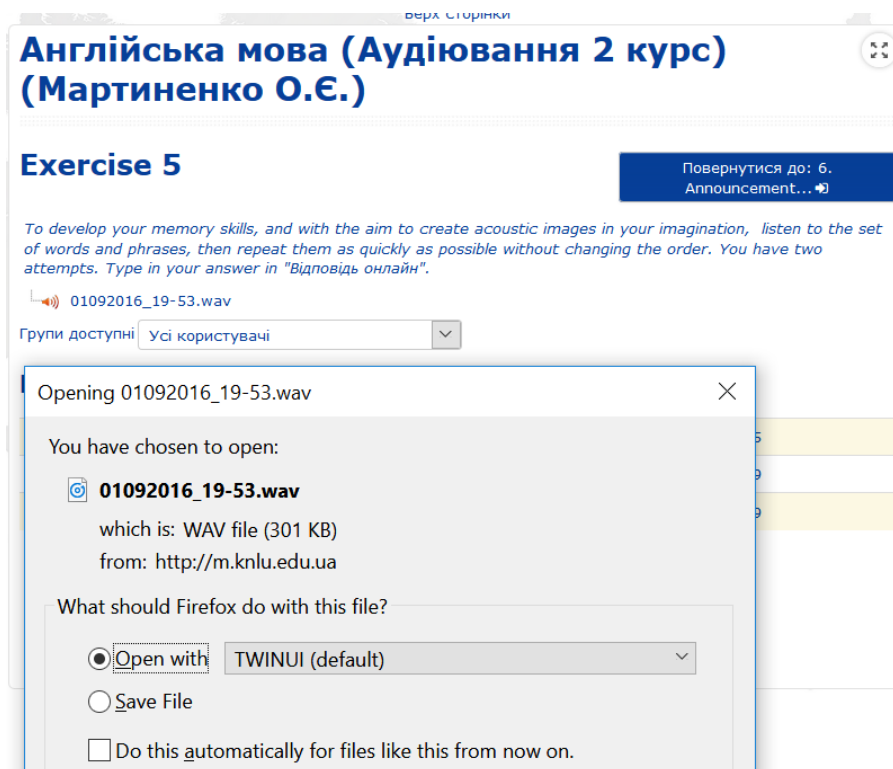 Верх сторінки
Англійська мова (Аудіювання 2 курс)
(Мартиненко О.Є.)
Exercise 5
Повернутися до: 6.
Announcement...
To develop your memory skills, and with the aim to create acoustic images in your imagination, listen to the set
of words and phrases, then repeat them as quickly as possible without changing the order. You have two
attempts. Type in your answer in "Відповідь онлайн".
01092016_19-53.wav
Групи доступні Усі користувачі
Opening 01092016_19-53.wav
You have chosen to open:
01092016_19-53.wav
which is: WAV file (301 KB)
from: http://m.knlu.edu.ua
What should Firefox do with this file?
Open with TWINUI (default)
Save File
Do this automatically for files like this from now on.